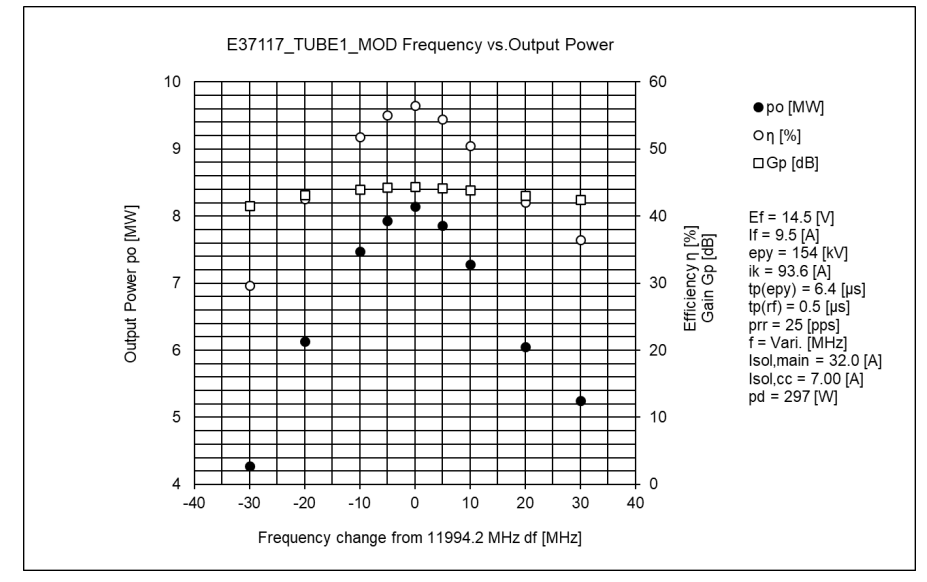 E37117_TUBE1_MOD Frequency vs.Output Power
10
9
8
7
6
5
4
Output Power po [MW]
60
50
40
30
20
10
0
Efficiency η [%]
Gain Gp [dB]
-40 -30 -20 -10 0 10 20 30 40
Frequency change from 11994.2 MHz df [MHz]
po [MW]
η [%]
Gp [dB]
Ef = 14.5 [V]
If = 9.5 [A]
epy = 154 [kV]
ik = 93.6 [A]
tp(epy) = 6.4 [µs]
tp(rf) = 0.5 [µs]
prr = 25 [pps]
f = Vari. [MHz]
Isol,main = 32.0 [A]
Isol,cc = 7.00 [A]
pd = 297 [W]